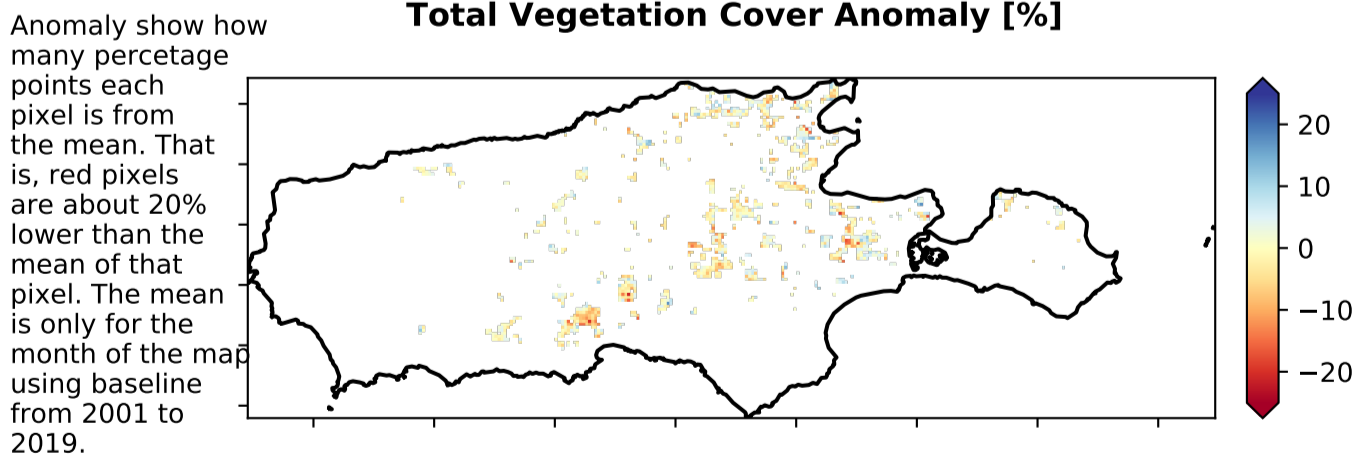 Total Vegetation Cover Anomaly [%]
Anomaly show how
many percetage
points each
pixel is from
the mean. That
is, red pixels
are about 20%
lower than the
mean of that
pixel. The mean
is only for the
month of the map
using baseline
from 2001 to
2019.
20
10
0
−10
−20